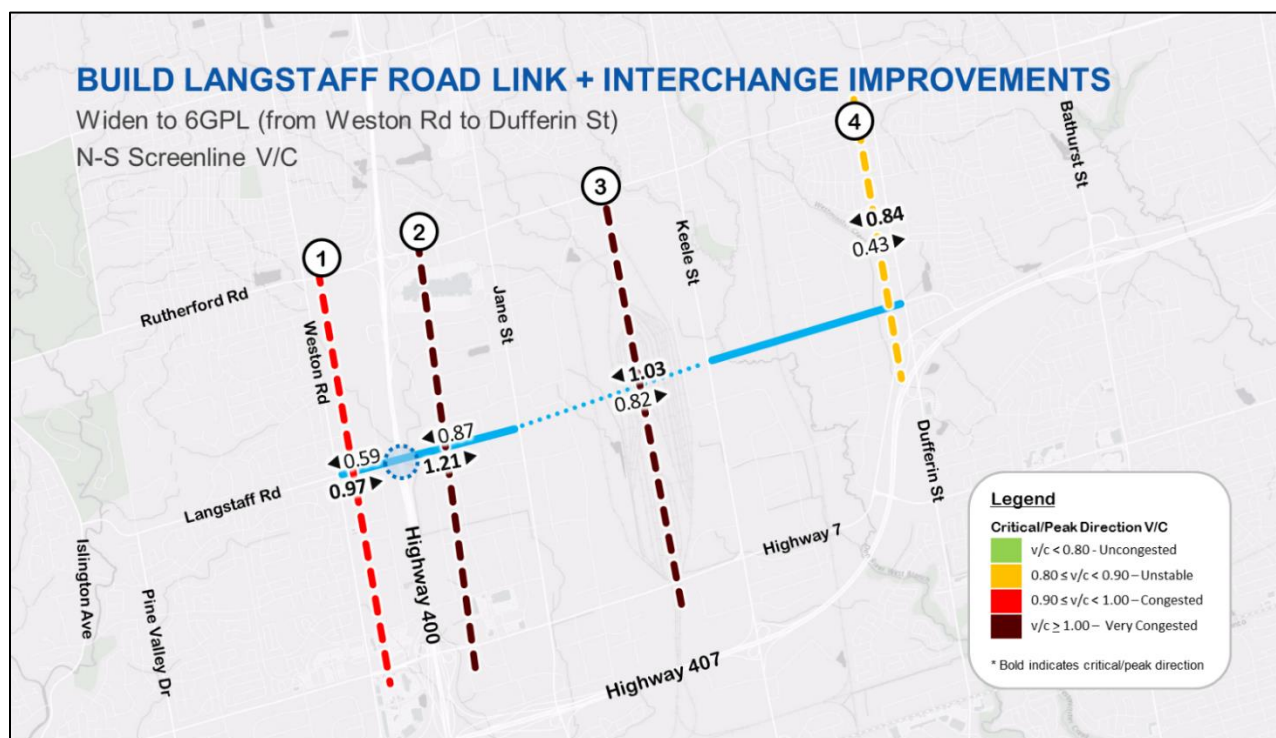 BUILD LANGSTAFF ROAD LINK + INTERCHANGE IMPROVEMENTS
Widen to 6GPL (from Weston Rd to Dufferin St)
N-S Screenline V/C
1
2
3
4
Bathurst St
Keele St
Jane St
Weston Rd
Rutherford Rd
0.84
0.43
1.03
0.82
0.87
1.21
0.59
0.97
Langstaff Rd
Islington Ave
Pine Valley Dr
Highway 400
Highway 7
Highway 407
Dufferin St
Legend
Critical/Peak Direction V/C
v/c < 0.80 - Uncongested
0.80 ≤ v/c < 0.90 – Unstable
0.90 ≤ v/c < 1.00 – Congested
v/c ≥ 1.00 – Very Congested
* Bold indicates critical/peak direction